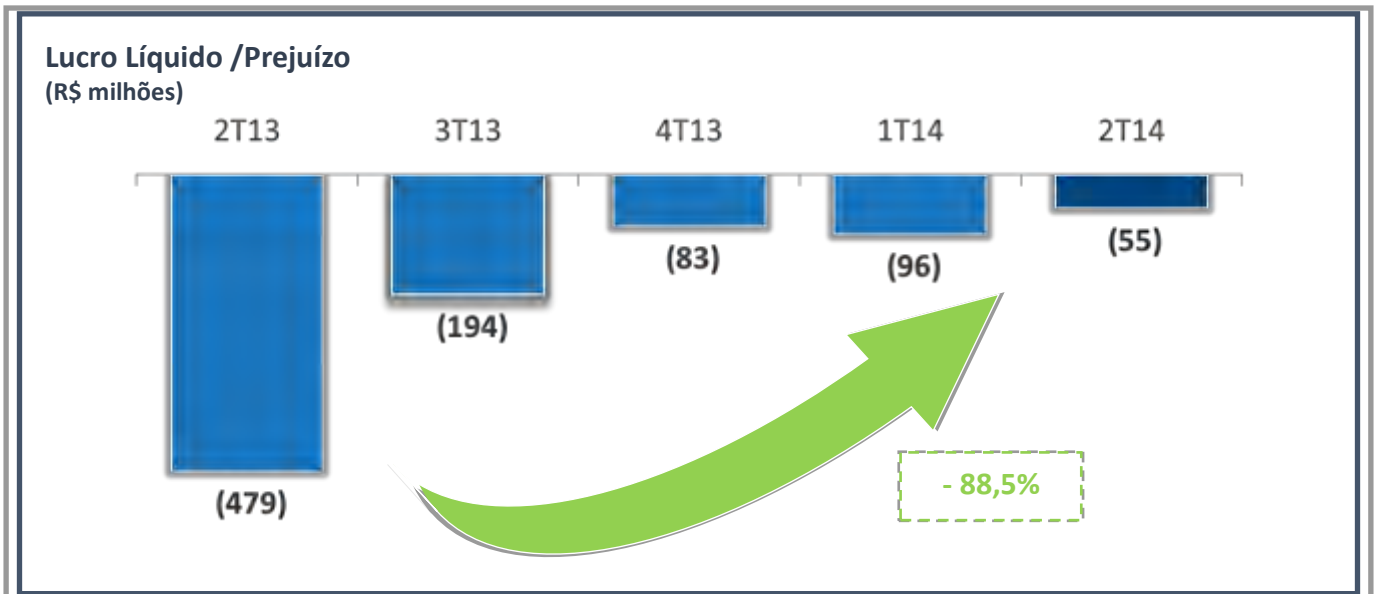 Lucro Líquido /Prejuízo
(R$ milhões)
2T13 3T13 4T13 1T14 2T14
(479) (194) (83) (96) (55)
- 88,5%